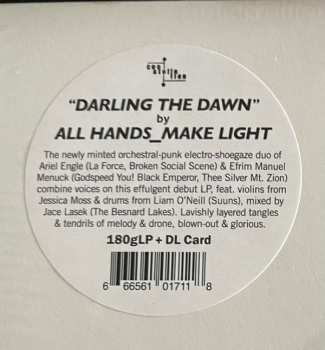 constellation
"DARLING THE DAWN"
by
ALL HANDS_MAKE LIGHT
The newly minted orchestral-punk electro-shoegaze duo of
Ariel Engle (La Force, Broken Social Scene) & Efrim Manuel
Menuck (Godspeed You! Black Emperor, Thee Silver Mt. Zion)
combine voices on this effulgent debut LP, feat. violins from
Jessica Moss & drums from Liam O'Neill (Suuns), mixed by
Jace Lasek (The Besnard Lakes). Lavishly layered tangles
& tendrils of melody & drone, blown-out & glorious.
180gLP + DL Card
6 66561 01711 8